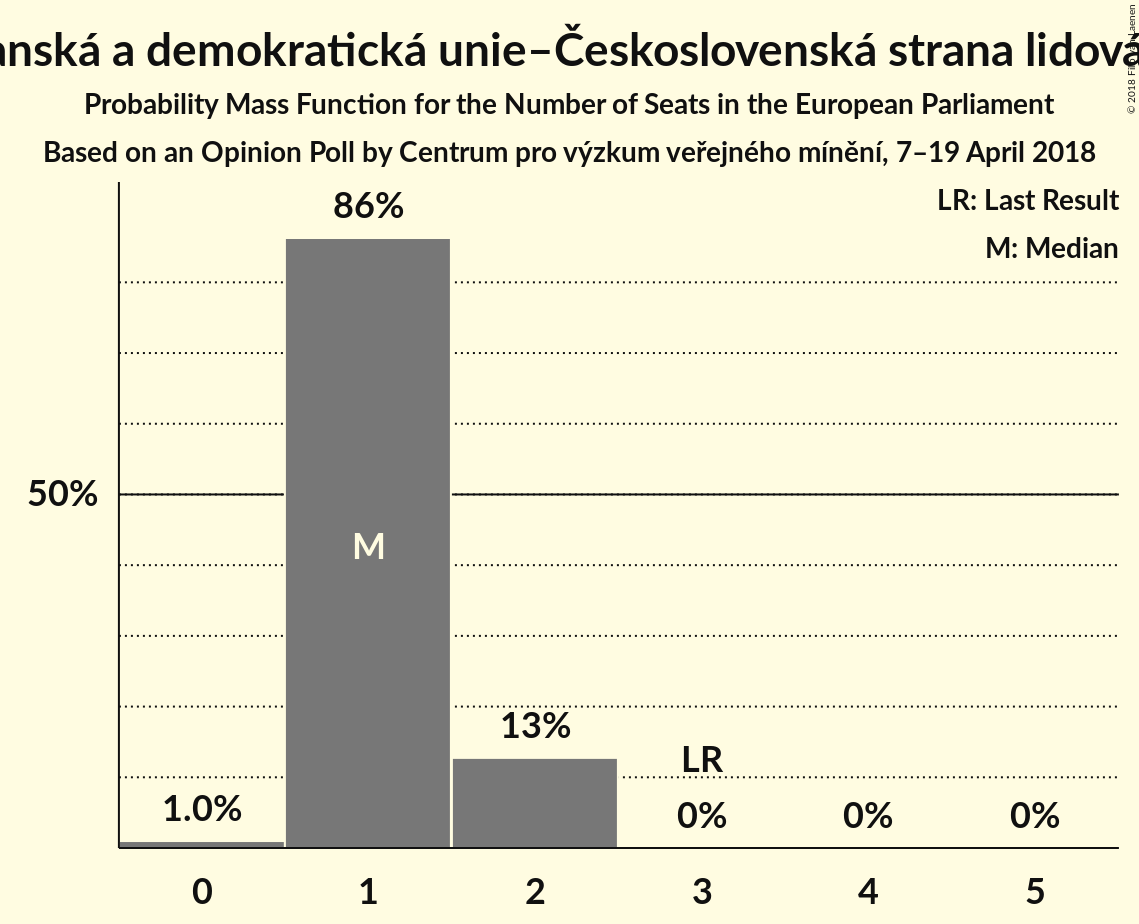 anská a demokratická unie–Československá strana lidová
Probability Mass Function for the Number of Seats in the European Parliament
Based on an Opinion Poll by Centrum pro výzkum veřejného mínění, 7–19 April 2018
© 2018 Filip van Laenen
LR: Last Result
M: Median
86%
50%
M
13%
LR
1.0%
0%
0%
0%
0
1
2
3
4
5